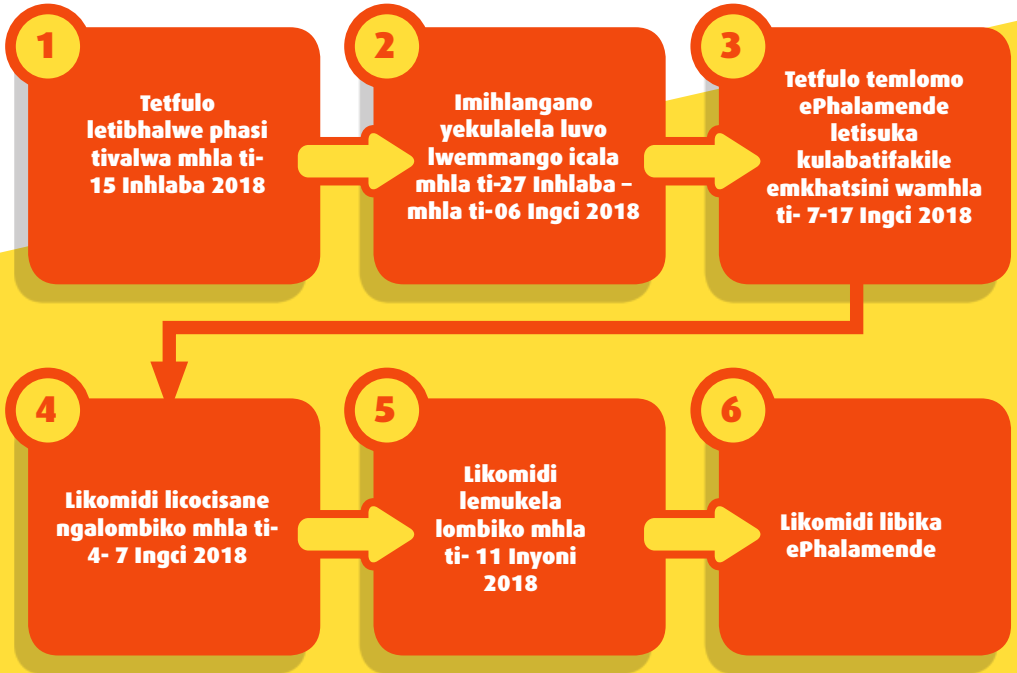 1
Tetfulo
letibhalwe phasi
tivalwa mhla ti-
15 Inhlaba 2018
2
Imihlangano
yekulalela luvo
lwemmango icala
mhla ti-27 Inhlaba –
mhla ti-06 Ingci 2018
3
Tetfulo temlomo
ePhalamende
letisuka
kulabatifakile
emkhatsini wamhla
ti- 7-17 Ingci 2018
4
Likomidi licocisane
ngalombiko mhla ti-
4- 7 Ingci 2018
5
Likomidi
lemukela
lombiko mhla
ti- 11 Inyoni
2018
6
Likomidi libika
ePhalamende